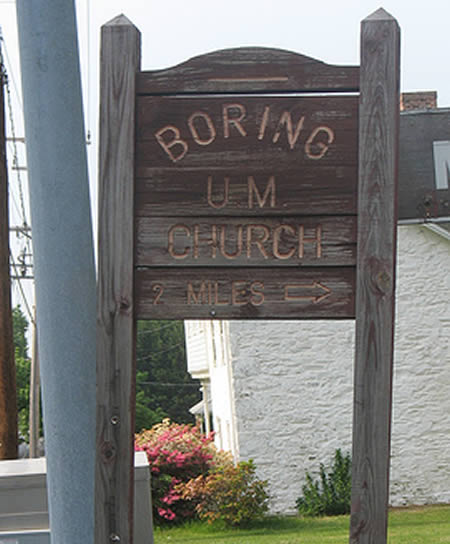 BORING
U.M.
CHURCH
2 MILES →